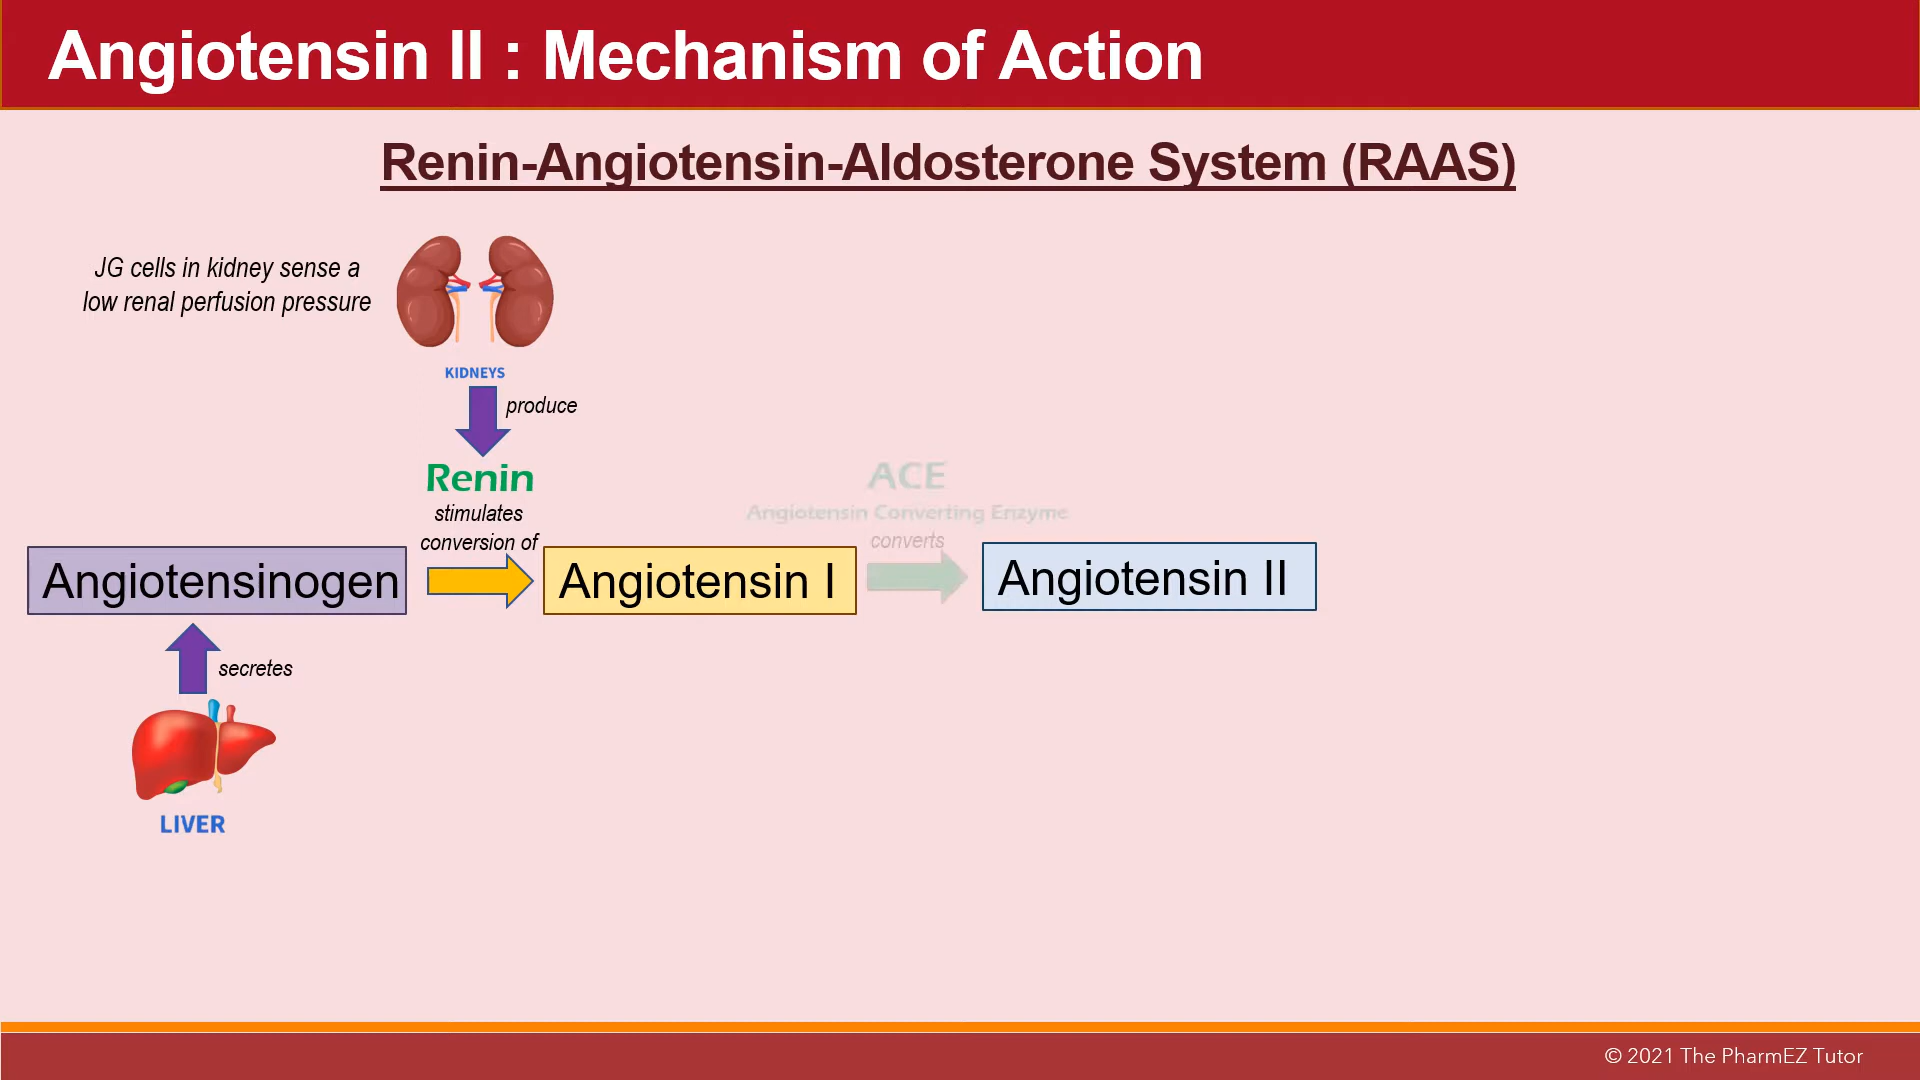 Angiotensin II : Mechanism of Action
Renin-Angiotensin-Aldosterone System (RAAS)
JG cells in kidney sense a
low renal perfusion pressure
KIDNEYS
produce
Renin
stimulates
conversion of
ACE
Angiotensin Converting Enzyme
converts
Angiotensinogen
Angiotensin I
Angiotensin II
secretes
LIVER
© 2021 The PharmEZ Tutor